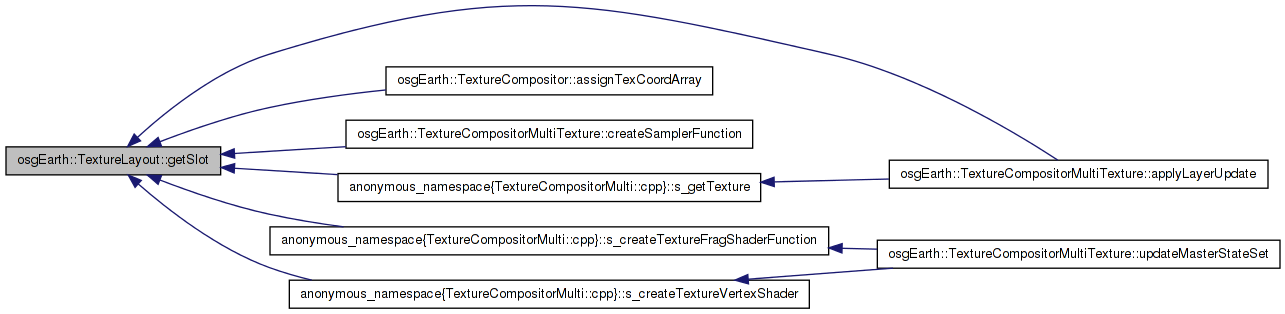 osgEarth::TextureCompositor::assignTexCoordArray
osgEarth::TextureCompositorMultiTexture::createSamplerFunction
osgEarth::TextureLayout::getSlot
osgEarth::TextureCompositorMultiTexture::applyLayerUpdate
anonymous_namespace{TextureCompositorMulti::cpp}::s_getTexture
anonymous_namespace{TextureCompositorMulti::cpp}::s_createTextureFragShaderFunction
osgEarth::TextureCompositorMultiTexture::updateMasterStateSet
anonymous_namespace{TextureCompositorMulti::cpp}::s_createTextureVertexShader